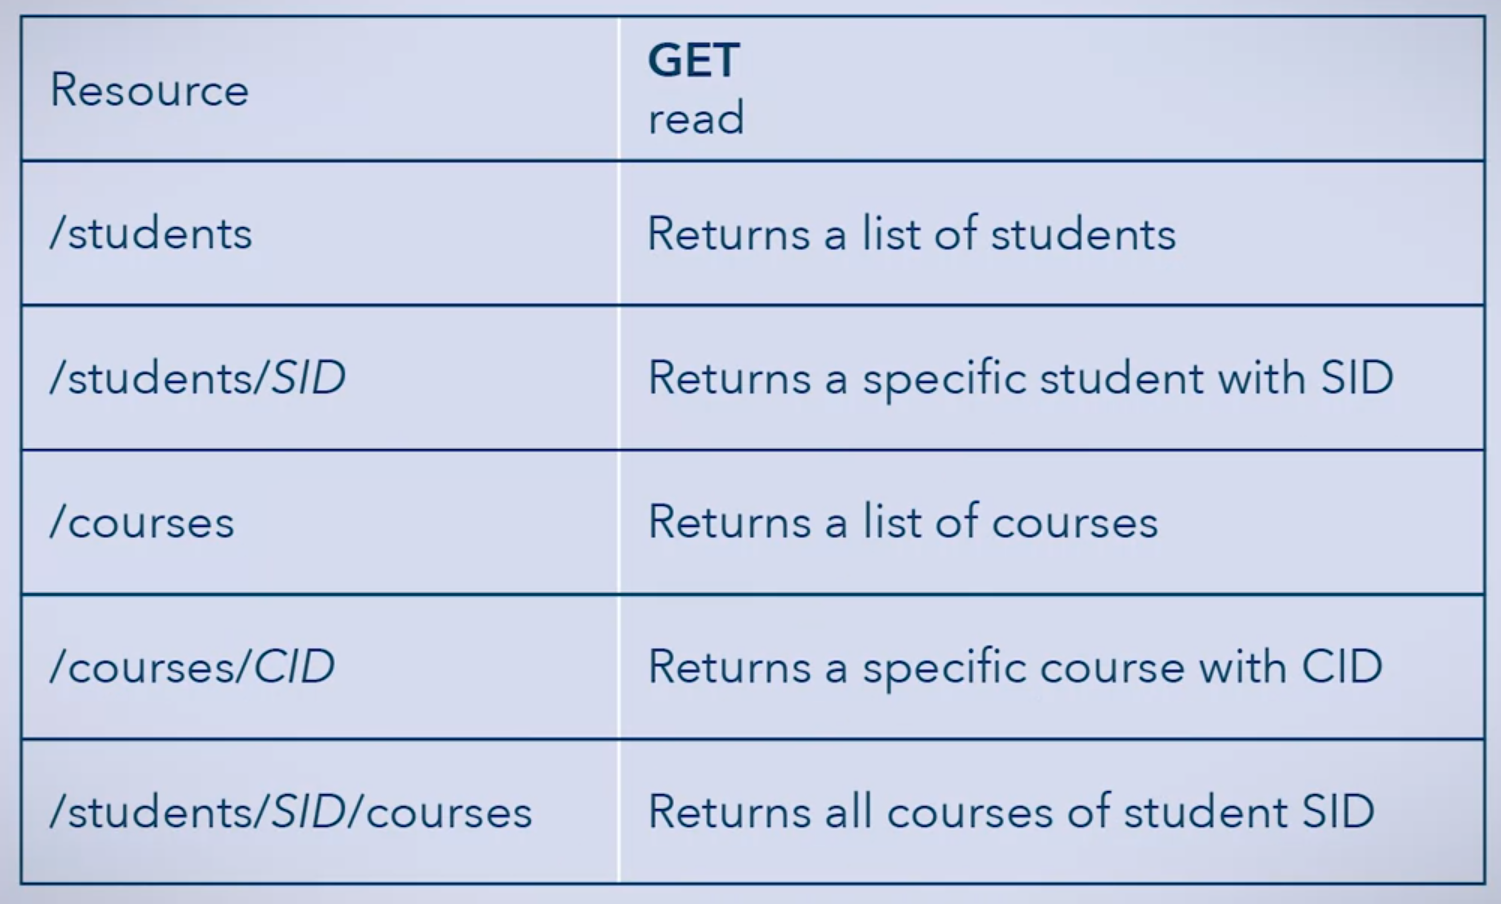 Resource
GET
read
/students
Returns a list of students
/students/SID
Returns a specific student with SID
/courses
Returns a list of courses
/courses/CID
Returns a specific course with CID
/students/SID/courses
Returns all courses of student SID